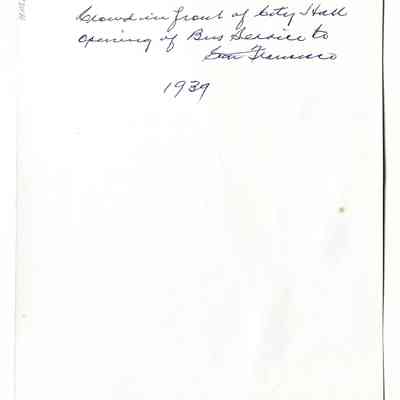 Crowd in front of City Hall
opening of Bus Service to
San Francisco
1939